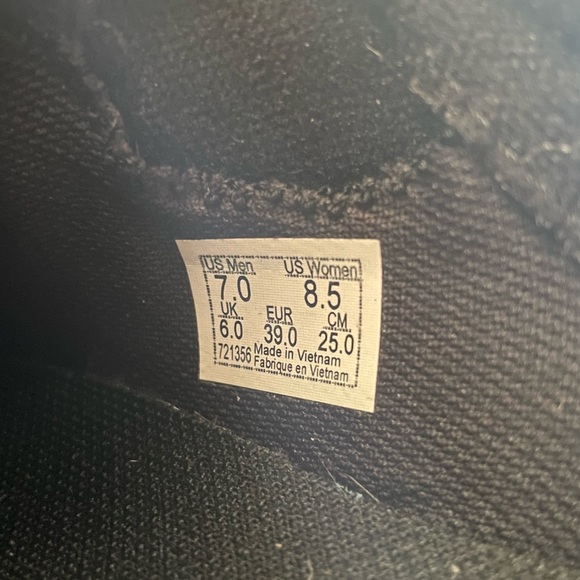 US Men US Women
7.0 8.5
UK EUR CM
6.0 39.0 25.0
721356 Made in Vietnam
Fabrique en Vietnam